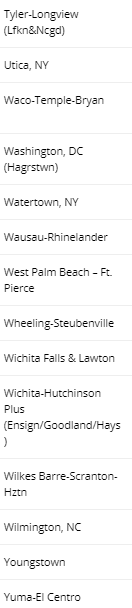 Tyler-Longview
(Lfkn&Ncgd)
Utica, NY
Waco-Temple-Bryan
Washington, DC
(Hagrstwn)
Watertown, NY
Wausau-Rhinelander
West Palm Beach – Ft.
Pierce
Wheeling-Steubenville
Wichita Falls & Lawton
Wichita-Hutchinson
Plus
(Ensign/Goodland/Hays
)
Wilkes Barre-Scranton-
Hztn
Wilmington, NC
Youngstown
Yuma-El Centro